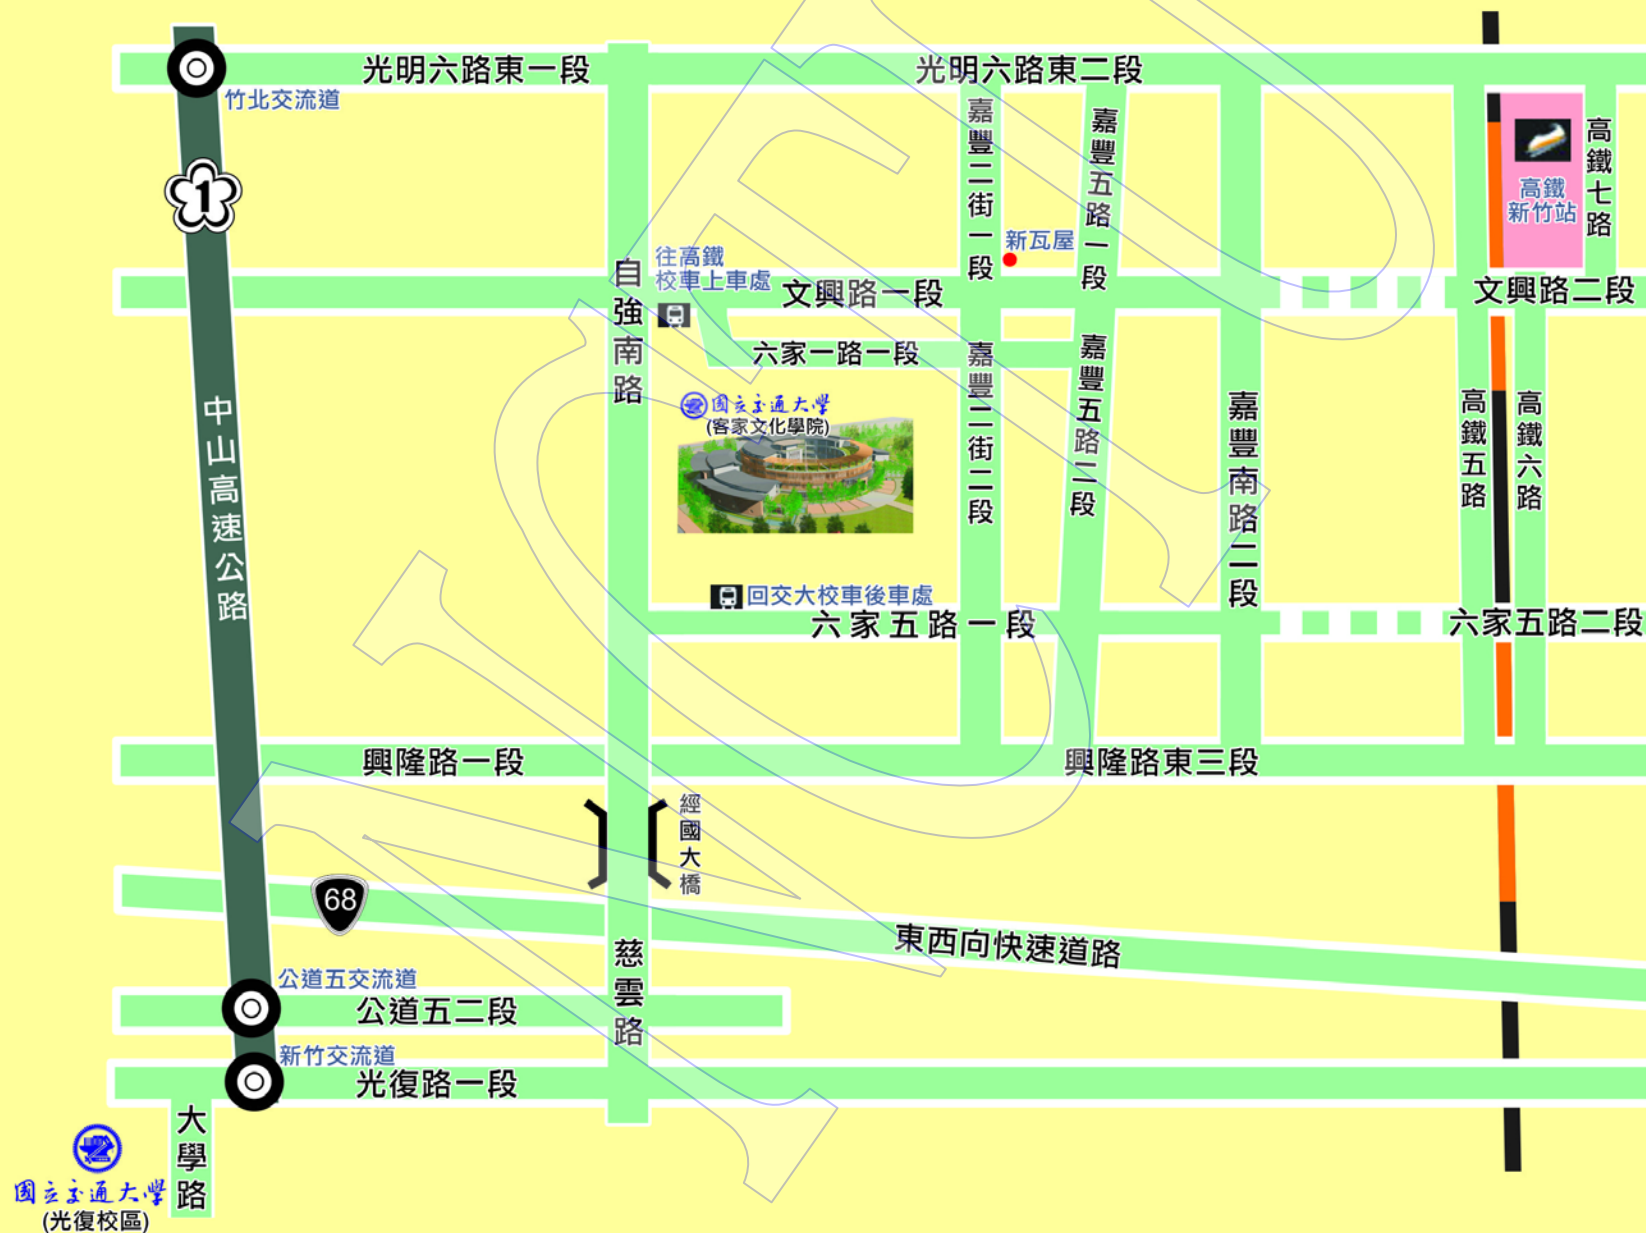 光明六路東一段
光明六路東二段
竹北交流道
1
嘉豐二街一段
嘉豐五路一段
高鐵七路
高鐵
新竹站
新瓦屋
往高鐵
校車上車處
自強南路
文興路一段
文興路二段
六家一路一段
國立交通大學
(客家文化學院)
嘉豐二街二段
嘉豐五路二段
嘉豐南路二段
高鐵五路
高鐵六路
中山高速公路
回交大校車後車處
六家五路一段
六家五路二段
興隆路一段
興隆路東三段
經國大橋
68
東西向快速道路
慈雲路
公道五交流道
公道五二段
新竹交流道
光復路一段
大學路
國立交通大學
(光復校區)